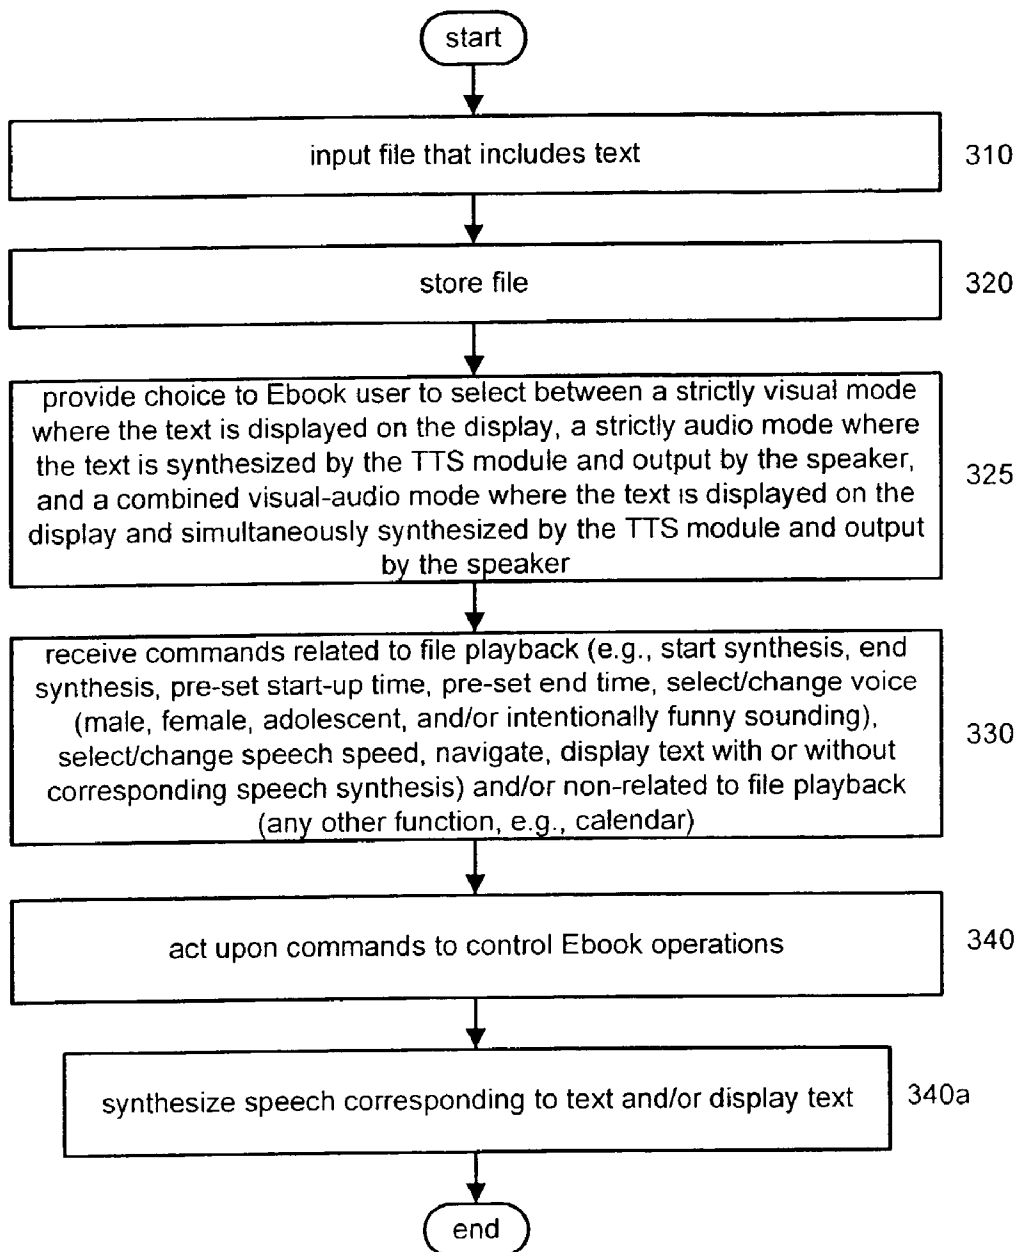 start
input file that includes text
310
store file
320
provide choice to Ebook user to select between a strictly visual mode
where the text is displayed on the display, a strictly audio mode where
the text is synthesized by the TTS module and output by the speaker,
and a combined visual-audio mode where the text is displayed on the
display and simultaneously synthesized by the TTS module and output
by the speaker
325
receive commands related to file playback (e.g., start synthesis, end
synthesis, pre-set start-up time, pre-set end time, select/change voice
(male, female, adolescent, and/or intentionally funny sounding),
select/change speech speed, navigate, display text with or without
corresponding speech synthesis) and/or non-related to file playback
(any other function, e.g., calendar)
330
act upon commands to control Ebook operations
340
synthesize speech corresponding to text and/or display text
340a
end